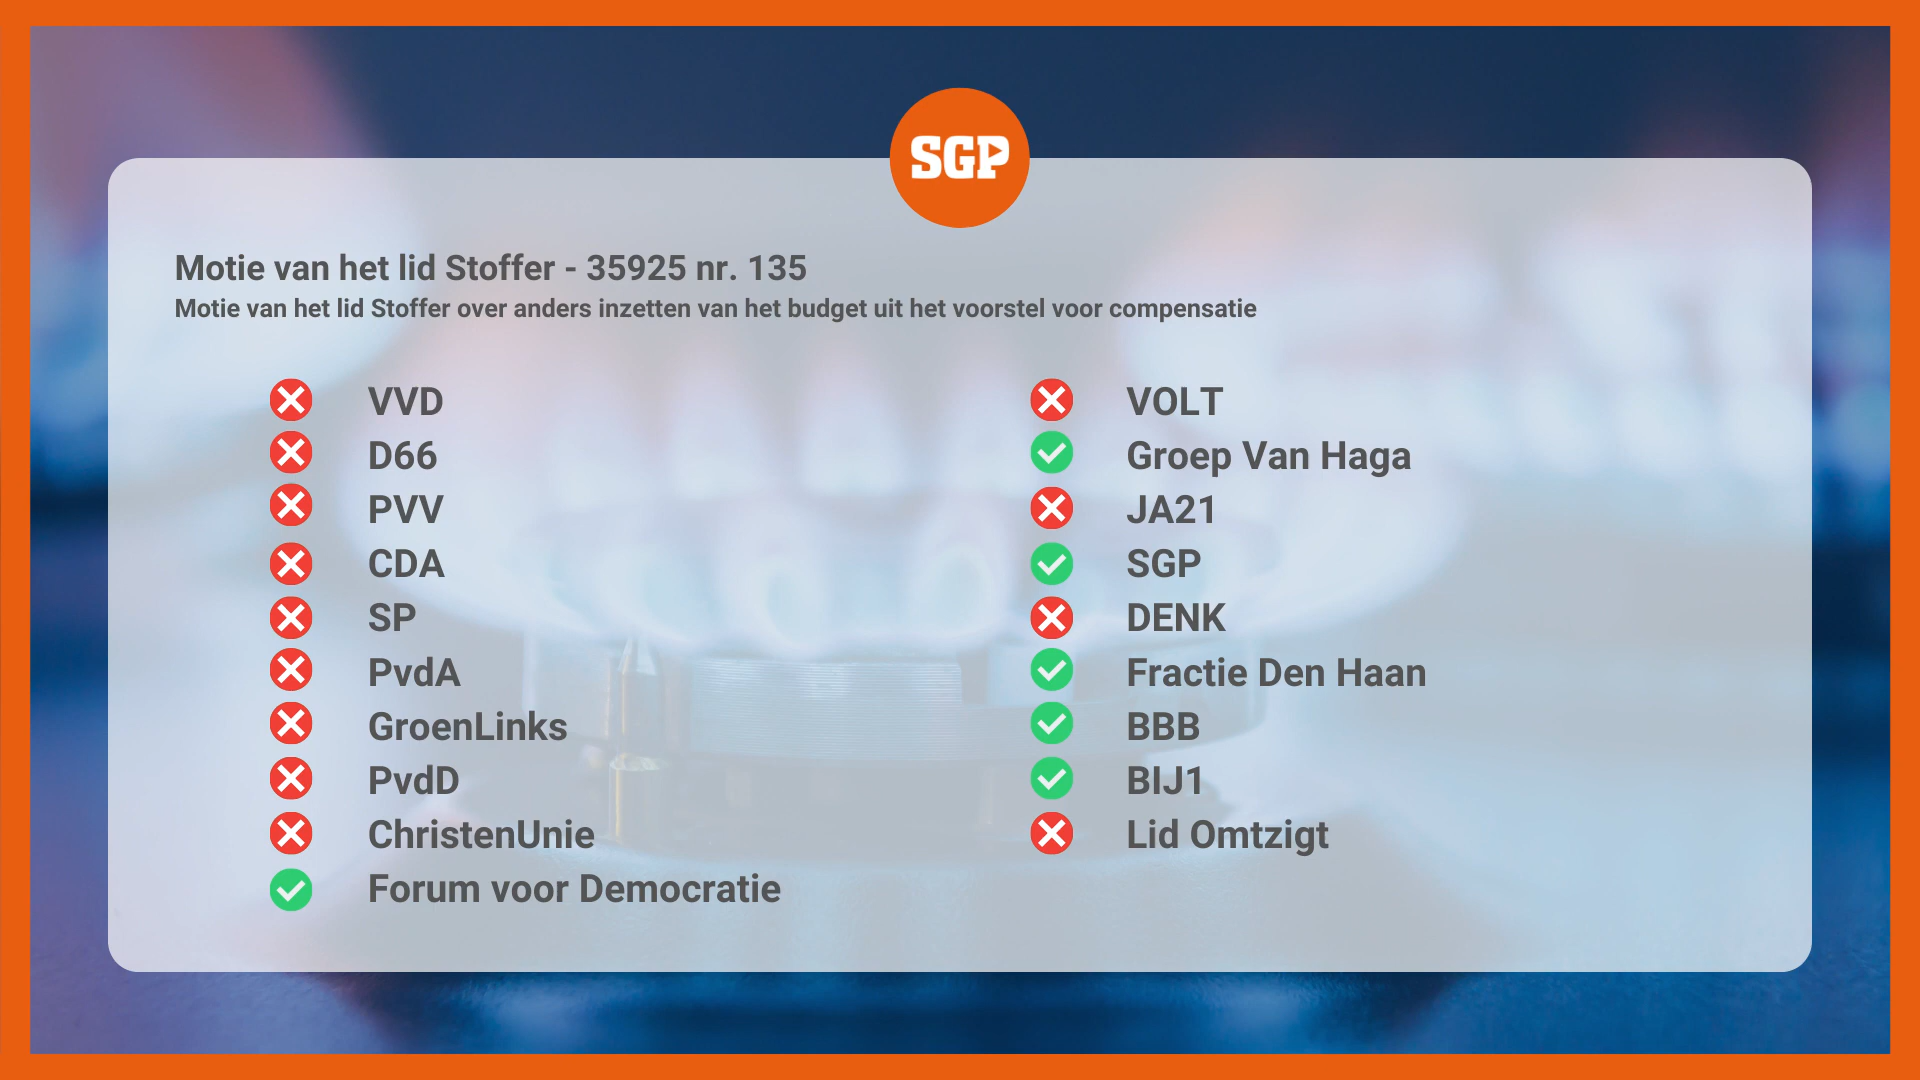 SGP
Motie van het lid Stoffer - 35925 nr. 135
Motie van het lid Stoffer over anders inzetten van het budget uit het voorstel voor compensatie
VVD
D66
PVV
CDA
SP
PvdA
GroenLinks
PvdD
ChristenUnie
Forum voor Democratie
VOLT
Groep Van Haga
JA21
SGP
DENK
Fractie Den Haan
BBB
BIJ1
Lid Omtzigt